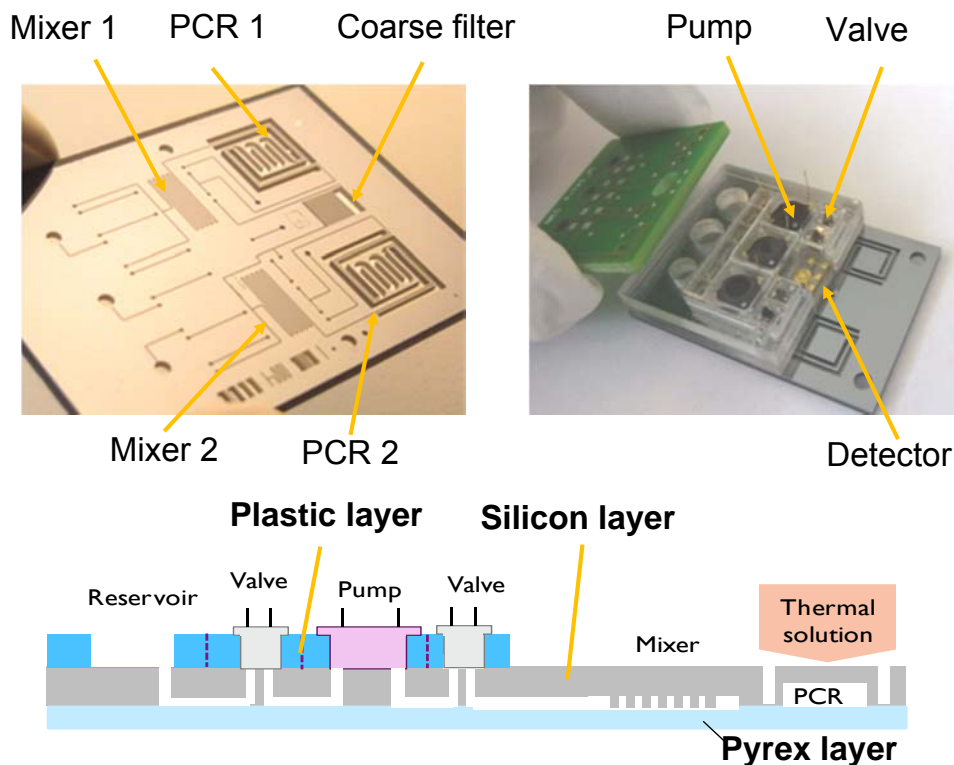 Mixer 1 PCR 1 Coarse filter Pump Valve
Mixer 2 PCR 2 Detector
Plastic layer Silicon layer
Reservoir Valve Pump Valve Mixer Thermal
solution
PCR
Pyrex layer